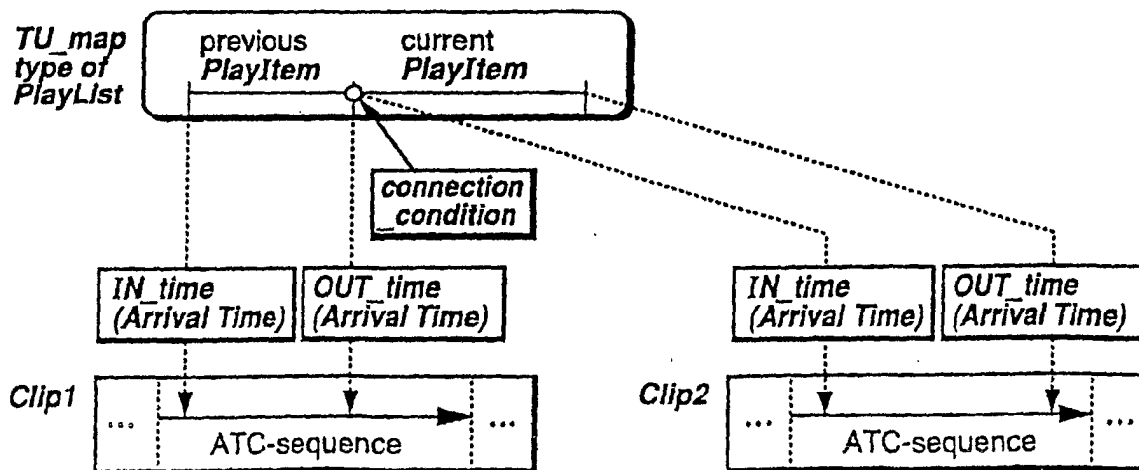 TU_map
type of
PlayList
previous
PlayItem
current
PlayItem
connection
_condition
IN_time
(Arrival Time)
OUT_time
(Arrival Time)
IN_time
(Arrival Time)
OUT_time
(Arrival Time)
Clip1
...
ATC-sequence
...
Clip2
...
ATC-sequence
...